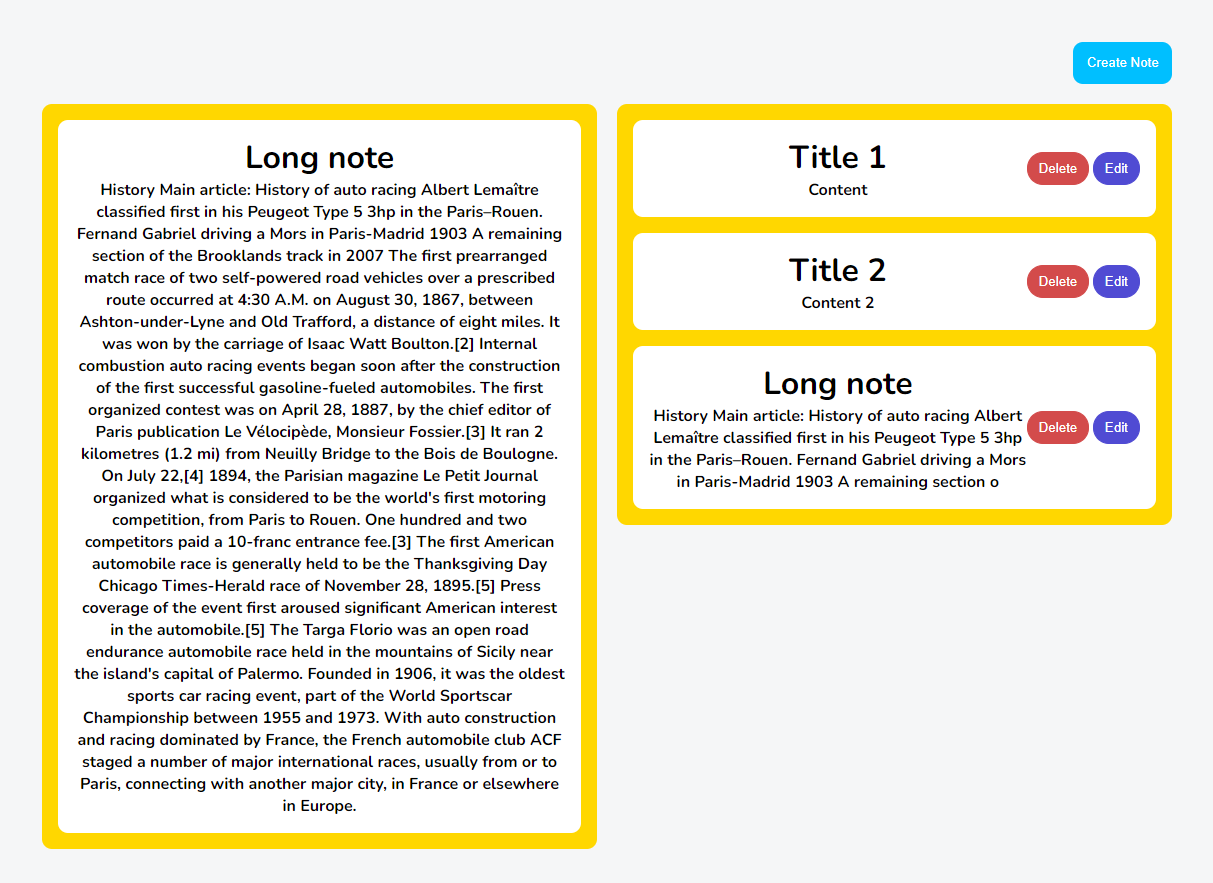 Create Note
Long note
History Main article: History of auto racing Albert Lemaître
classified first in his Peugeot Type 5 3hp in the Paris–Rouen.
Fernand Gabriel driving a Mors in Paris-Madrid 1903 A remaining
section of the Brooklands track in 2007 The first prearranged
match race of two self-powered road vehicles over a prescribed
route occurred at 4:30 A.M. on August 30, 1867, between
Ashton-under-Lyne and Old Trafford, a distance of eight miles. It
was won by the carriage of Isaac Watt Boulton.[2] Internal
combustion auto racing events began soon after the construction
of the first successful gasoline-fueled automobiles. The first
organized contest was on April 28, 1887, by the chief editor of
Paris publication Le Vélocipède, Monsieur Fossier.[3] It ran 2
kilometres (1.2 mi) from Neuilly Bridge to the Bois de Boulogne.
On July 22,[4] 1894, the Parisian magazine Le Petit Journal
organized what is considered to be the world's first motoring
competition, from Paris to Rouen. One hundred and two
competitors paid a 10-franc entrance fee.[3] The first American
automobile race is generally held to be the Thanksgiving Day
Chicago Times-Herald race of November 28, 1895.[5] Press
coverage of the event first aroused significant American interest
in the automobile.[5] The Targa Florio was an open road
endurance automobile race held in the mountains of Sicily near
the island's capital of Palermo. Founded in 1906, it was the oldest
sports car racing event, part of the World Sportscar
Championship between 1955 and 1973. With auto construction
and racing dominated by France, the French automobile club ACF
staged a number of major international races, usually from or to
Paris, connecting with another major city, in France or elsewhere
in Europe.
Title 1
Content
Delete Edit
Title 2
Content 2
Delete Edit
Long note
History Main article: History of auto racing Albert
Lemaître classified first in his Peugeot Type 5 3hp
in the Paris–Rouen. Fernand Gabriel driving a Mors
in Paris-Madrid 1903 A remaining section o
Delete Edit